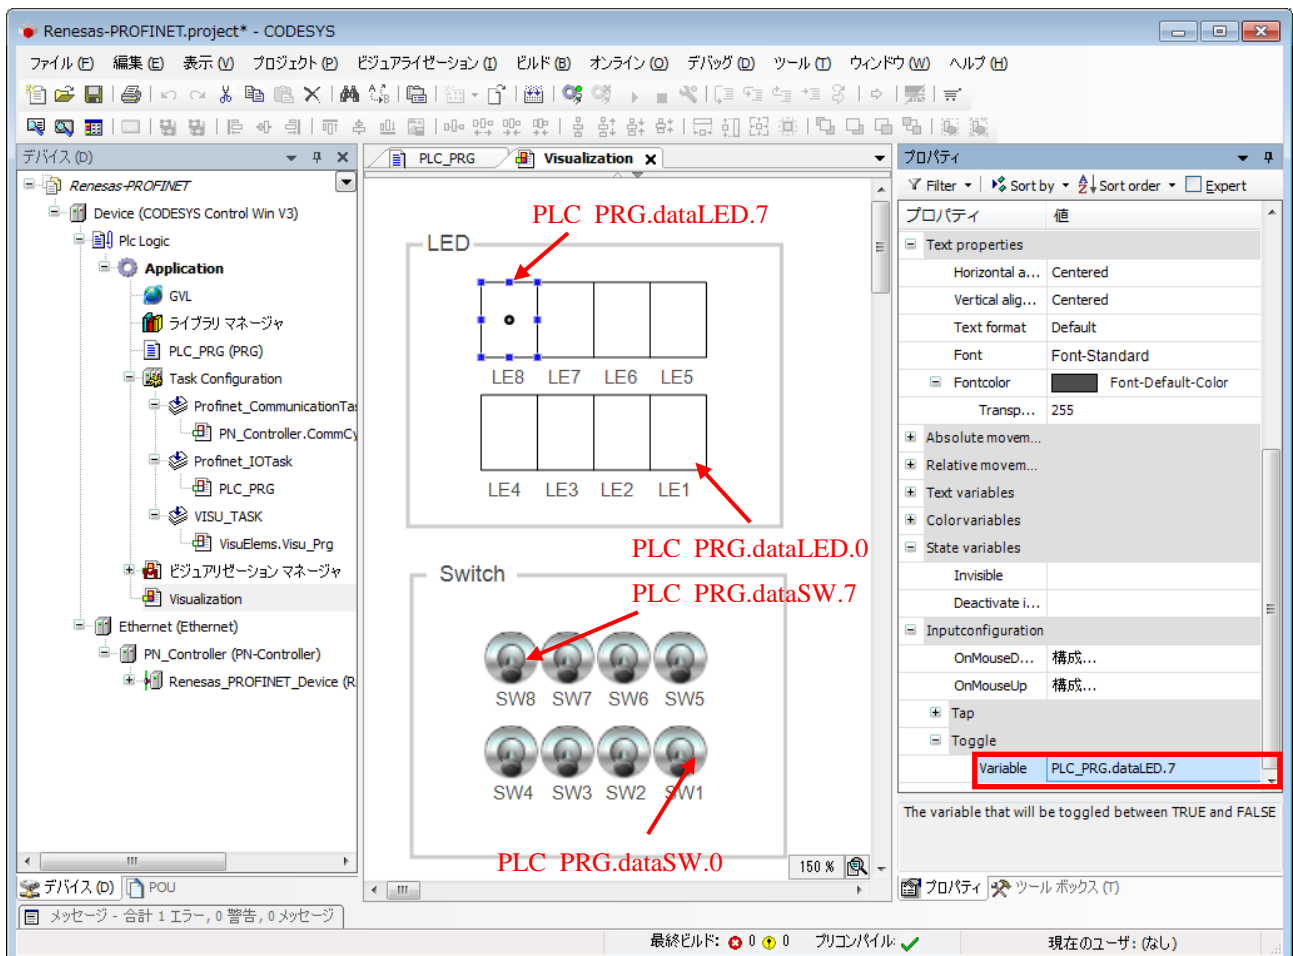 Renesas-PROFINET.project* - CODESYS
ファイル(F) 編集(E) 表示(V) プロジェクト(P) ビジュアライゼーション(I) ビルド(B) オンライン(O) デバッグ(D) ツール(T) ウィンドウ(W) ヘルプ(H)
デバイス(D)
Renesas-PROFINET
Device (CODESYS Control Win V3)
Plc Logic
Application
GVL
ライブラリ マネージャ
PLC_PRG (PRG)
Task Configuration
Profinet_CommunicationTa
PN_Controller.CommCy
Profinet_IOTask
PLC_PRG
VISU_TASK
VisuElems.Visu_Prg
ビジュアリゼーション マネージャ
Visualization
Ethernet (Ethernet)
PN_Controller (PN-Controller)
Renesas_PROFINET_Device (R
デバイス(D) POU
PLC_PRG Visualization
PLC PRG.dataLED.7
LED
LE8 LE7 LE6 LE5
LE4 LE3 LE2 LE1
PLC PRG.dataLED.0
Switch
PLC PRG.dataSW.7
SW8 SW7 SW6 SW5
SW4 SW3 SW2 SW1
PLC PRG.dataSW.0
150 %
プロパティ
Filter Sort by Sort order Expert
プロパティ 値
Text properties
Horizontal a... Centered
Vertical alig... Centered
Text format Default
Font Font-Standard
Fontcolor Font-Default-Color
Transp... 255
Absolute movem...
Relative movem...
Text variables
Colorvariables
State variables
Invisible
Deactivate i...
Inputconfiguration
OnMouseD... 構成...
OnMouseUp 構成...
Tap
Toggle
Variable PLC_PRG.dataLED.7
The variable that will be toggled between TRUE and FALSE
プロパティ ツール ボックス(T)
メッセージ - 合計 1 エラー, 0 警告, 0 メッセージ
最終ビルド: 0 0 プリコンパイル: 現在のユーザ: (なし)